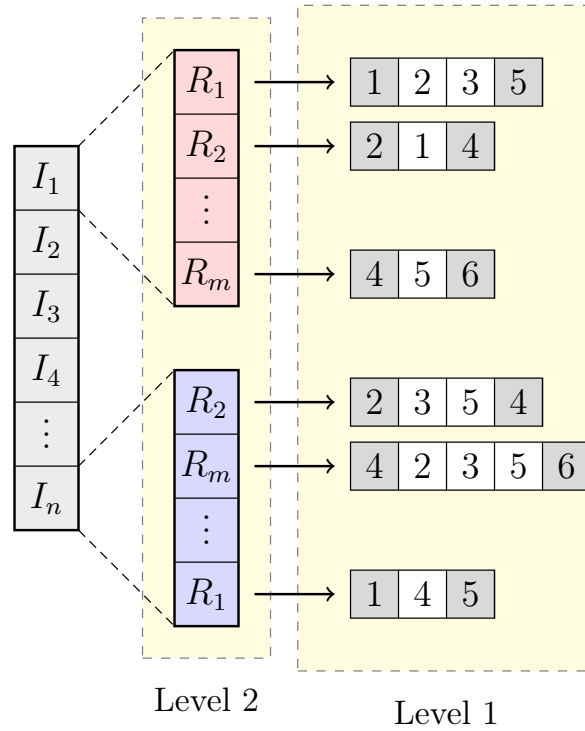 I1
I2
I3
I4
⋮
In
R1
R2
⋮
Rm
R2
Rm
⋮
R1
1 2 3 5
2 1 4
4 5 6
2 3 5 4
4 2 3 5 6
1 4 5
Level 2
Level 1